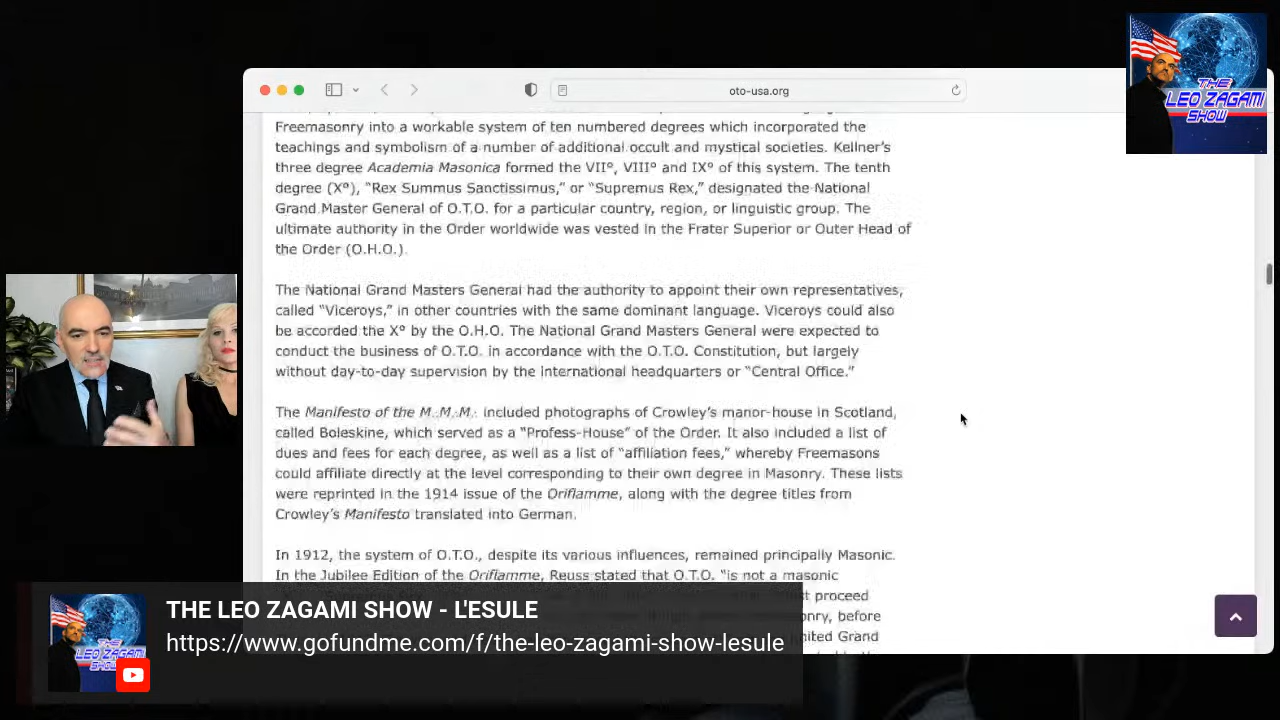 oto-usa.org
THE
LEO ZAGAMI
SHOW
Freemasonry into a workable system of ten numbered degrees which incorporated the
teachings and symbolism of a number of additional occult and mystical societies. Kellner's
three degree Academia Masonica formed the VII°, VIII° and IX° of this system. The tenth
degree (X°), “Rex Summus Sanctissimus,” or “Supremus Rex,” designated the National
Grand Master General of O.T.O. for a particular country, region, or linguistic group. The
ultimate authority in the Order worldwide was vested in the Frater Superior or Outer Head of
the Order (O.H.O.).
The National Grand Masters General had the authority to appoint their own representatives,
called “Viceroys,” in other countries with the same dominant language. Viceroys could also
be accorded the X° by the O.H.O. The National Grand Masters General were expected to
conduct the business of O.T.O. in accordance with the O.T.O. Constitution, but largely
without day-to-day supervision by the international headquarters or “Central Office.”
The Manifesto of the M.∙.M.∙.M.∙. included photographs of Crowley's manor-house in Scotland,
called Boleskine, which served as a “Profess-House” of the Order. It also included a list of
dues and fees for each degree, as well as a list of “affiliation fees,” whereby Freemasons
could affiliate directly at the level corresponding to their own degree in Masonry. These lists
were reprinted in the 1914 issue of the Oriflamme, along with the degree titles from
Crowley's Manifesto translated into German.
In 1912, the system of O.T.O., despite its various influences, remained principally Masonic.
In the Jubilee Edition of the Oriflamme, Reuss stated that O.T.O. “is not a masonic
proceed
before
Grand
THE LEO ZAGAMI SHOW - L'ESULE
https://www.gofundme.com/f/the-leo-zagami-show-lesule